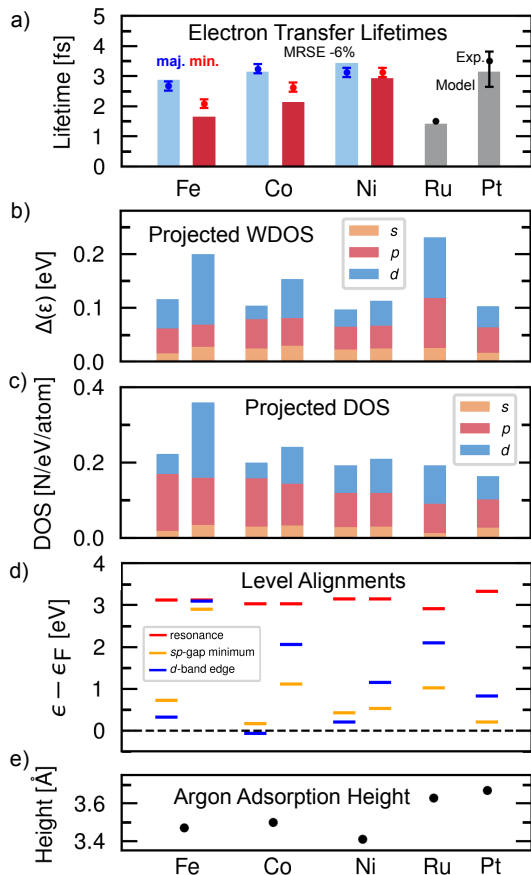 a)
Electron Transfer Lifetimes
maj. min.
MRSE -6%
Exp.
Model
Lifetime [fs]
5
4
3
2
1
0
Fe Co Ni Ru Pt
b)
Projected WDOS
s
p
d
Δ(ε) [eV]
0.2
0.1
0.0
c)
Projected DOS
s
p
d
DOS [N/eV/atom]
0.4
0.2
0.0
d)
Level Alignments
resonance
sp-gap minimum
d-band edge
ϵ − ϵF [eV]
4
3
2
1
0
e)
Argon Adsorption Height
Height [Å]
3.6
3.4
Fe Co Ni Ru Pt